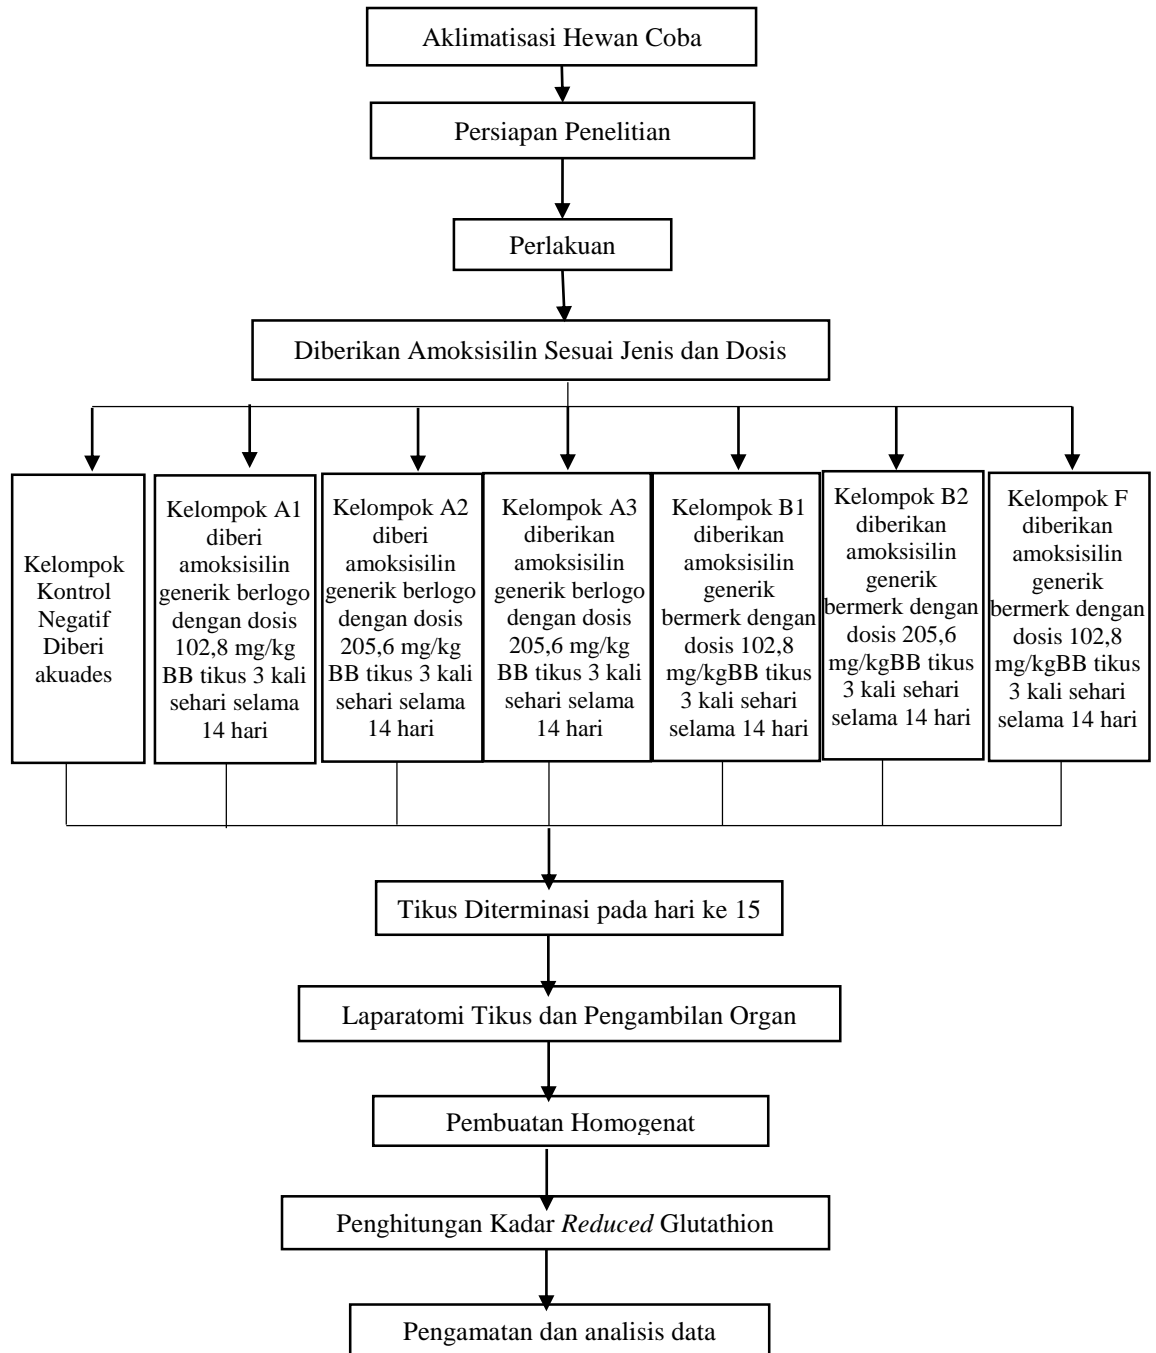 Aklimatisasi Hewan Coba
Persiapan Penelitian
Perlakuan
Diberikan Amoksisilin Sesuai Jenis dan Dosis
Kelompok
Kontrol
Negatif
Diberi
akuades
Kelompok A1
diberi
amoksisilin
generik berlogo
dengan dosis
102,8 mg/kg
BB tikus 3 kali
sehari selama
14 hari
Kelompok A2
diberi
amoksisilin
generik berlogo
dengan dosis
205,6 mg/kg
BB tikus 3 kali
sehari selama
14 hari
Kelompok A3
diberikan
amoksisilin
generik berlogo
dengan dosis
205,6 mg/kg
BB tikus 3 kali
sehari selama
14 hari
Kelompok B1
diberikan
amoksisilin
generik
bermerk dengan
dosis 102,8
mg/kgBB tikus
3 kali sehari
selama 14 hari
Kelompok B2
diberikan
amoksisilin
generik
bermerk dengan
dosis 205,6
mg/kgBB tikus
3 kali sehari
selama 14 hari
Kelompok F
diberikan
amoksisilin
generik
bermerk dengan
dosis 102,8
mg/kgBB tikus
3 kali sehari
selama 14 hari
Tikus Diterminasi pada hari ke 15
Laparatomi Tikus dan Pengambilan Organ
Pembuatan Homogenat
Penghitungan Kadar Reduced Glutathion
Pengamatan dan analisis data